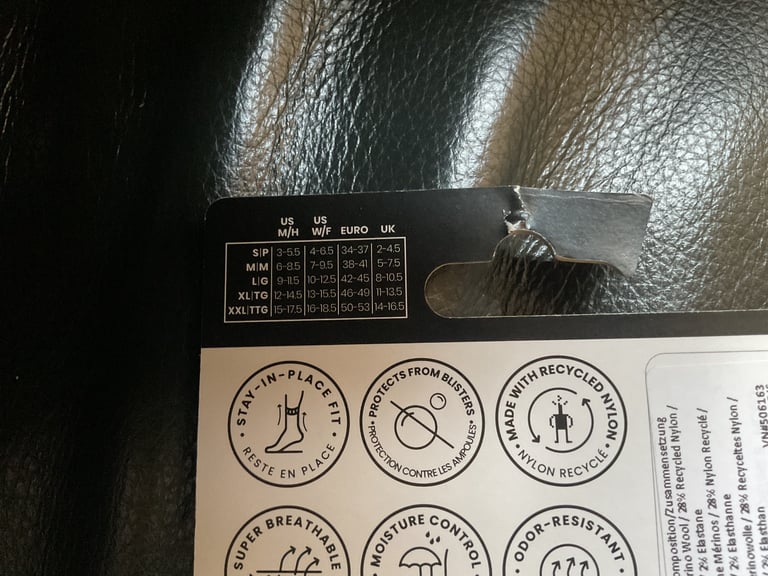 US US
M/H W/F EURO UK
S|P 3-5.5 4-6.5 34-37 2-4.5
M|M 6-8.5 7-9.5 38-41 5-7.5
L|G 9-11.5 10-12.5 42-45 8-10.5
XL|TG 12-14.5 13-15.5 46-49 11-13.5
XXL|TTG 15-17.5 16-18.5 50-53 14-16.5
STAY-IN-PLACE FIT
RESTE EN PLACE
PROTECTS FROM BLISTERS
PROTECTION CONTRE LES AMPOULES
MADE WITH RECYCLED NYLON
NYLON RECYCLÉ
SUPER BREATHABLE
MOISTURE CONTROL
ODOR-RESISTANT
omposition/Zusammensetzung
ino Wool / 28% Recycled Nylon /
2% Elastane
e Mérinos / 28% Nylon Recyclé /
2% Elasthanne
rinowolle / 28% Recyceltes Nylon /
2% Elasthan
VN#506163